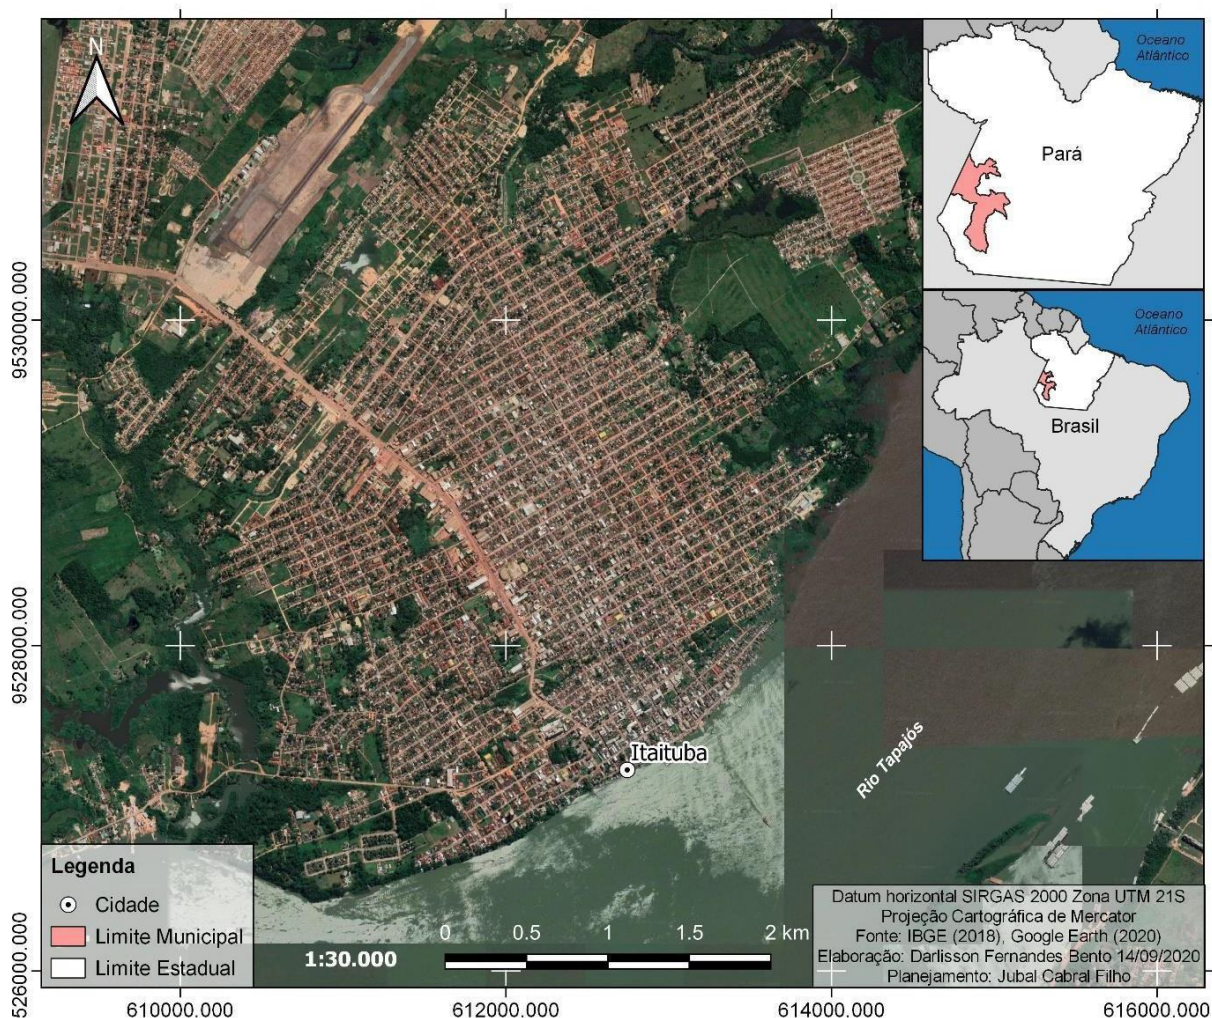 N
Oceano
Atlântico
Pará
Oceano
Atlântico
Brasil
9530000.000
9528000.000
5260000.000
Itaituba
Rio Tapajós
Legenda
Cidade
Limite Municipal
Limite Estadual
0 0.5 1 1.5 2 km
1:30.000
Datum horizontal SIRGAS 2000 Zona UTM 21S
Projeção Cartográfica de Mercator
Fonte: IBGE (2018), Google Earth (2020)
Elaboração: Darlisson Fernandes Bento 14/09/2020
Planejamento: Jubal Cabral Filho
610000.000 612000.000 614000.000 616000.000